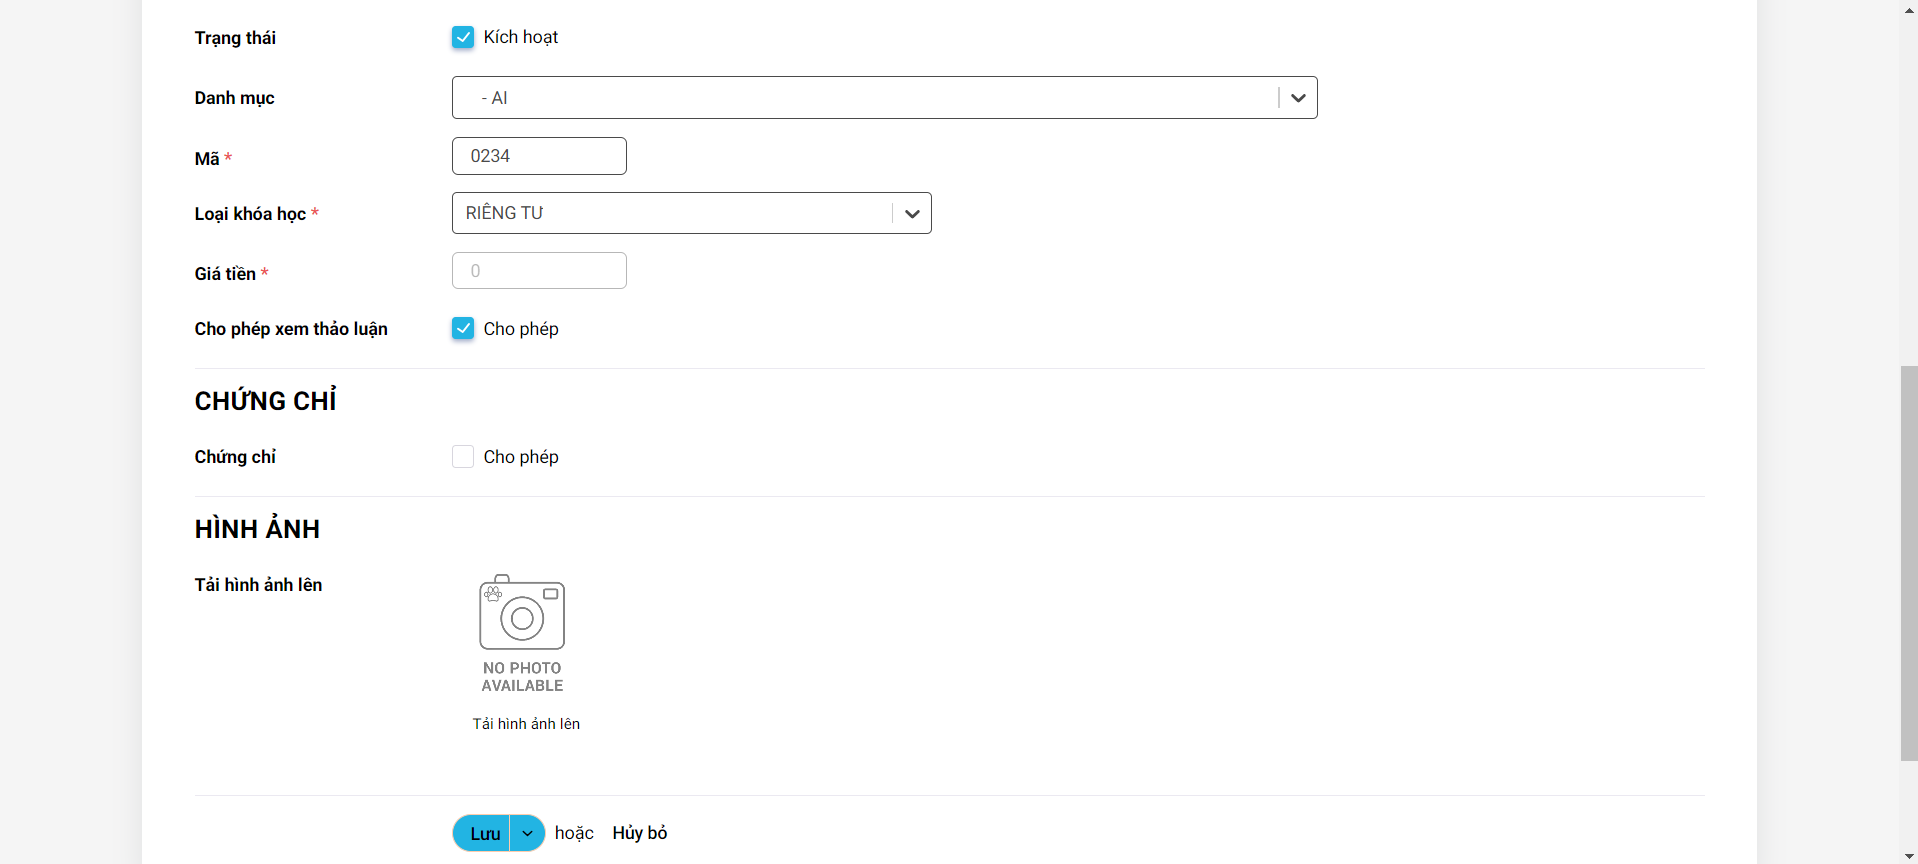 Trạng thái Kích hoạt
Danh mục - AI
Mã * 0234
Loại khóa học * RIÊNG TƯ
Giá tiền * 0
Cho phép xem thảo luận Cho phép
CHỨNG CHỈ
Chứng chỉ Cho phép
HÌNH ẢNH
Tải hình ảnh lên
NO PHOTO
AVAILABLE
Tải hình ảnh lên
Lưu hoặc Hủy bỏ